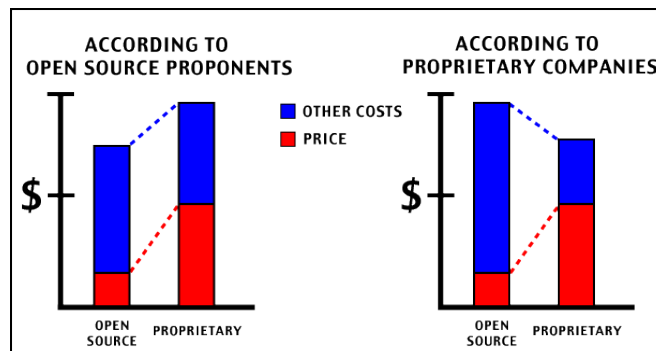 ACCORDING TO
OPEN SOURCE PROPONENTS
$
OPEN
SOURCE
PROPRIETARY
OTHER COSTS
PRICE
ACCORDING TO
PROPRIETARY COMPANIES
$
OPEN
SOURCE
PROPRIETARY